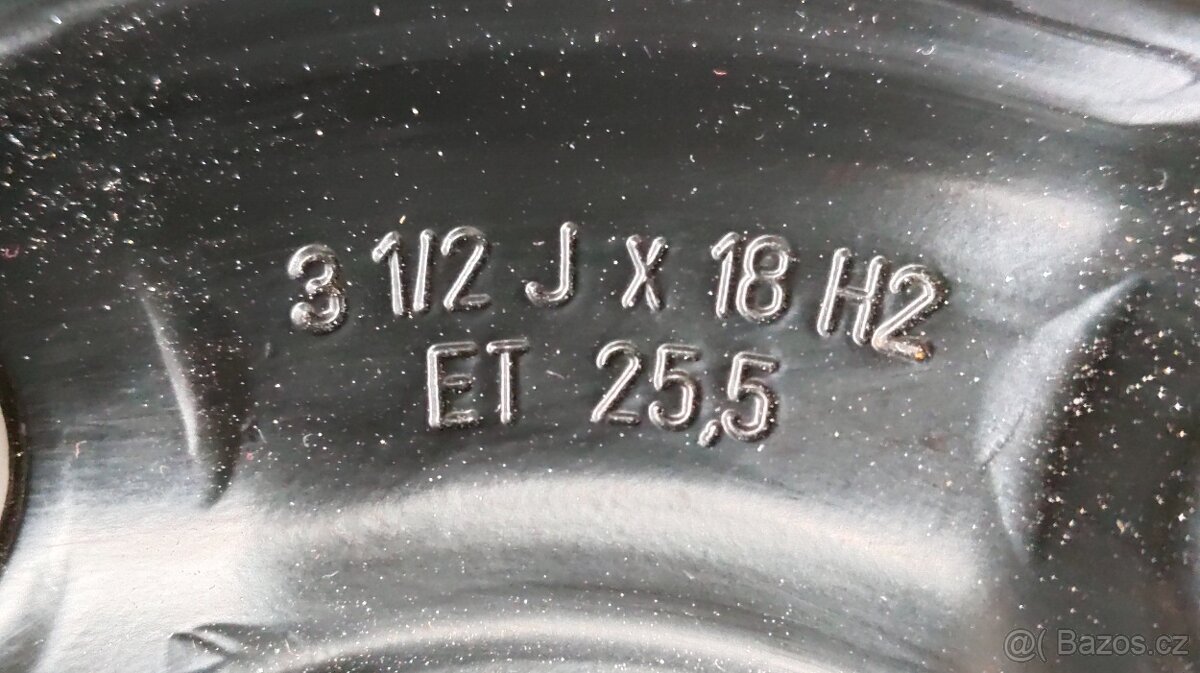 3 1/2 J X 18 H2
ET 25,5
@( Bazos.cz